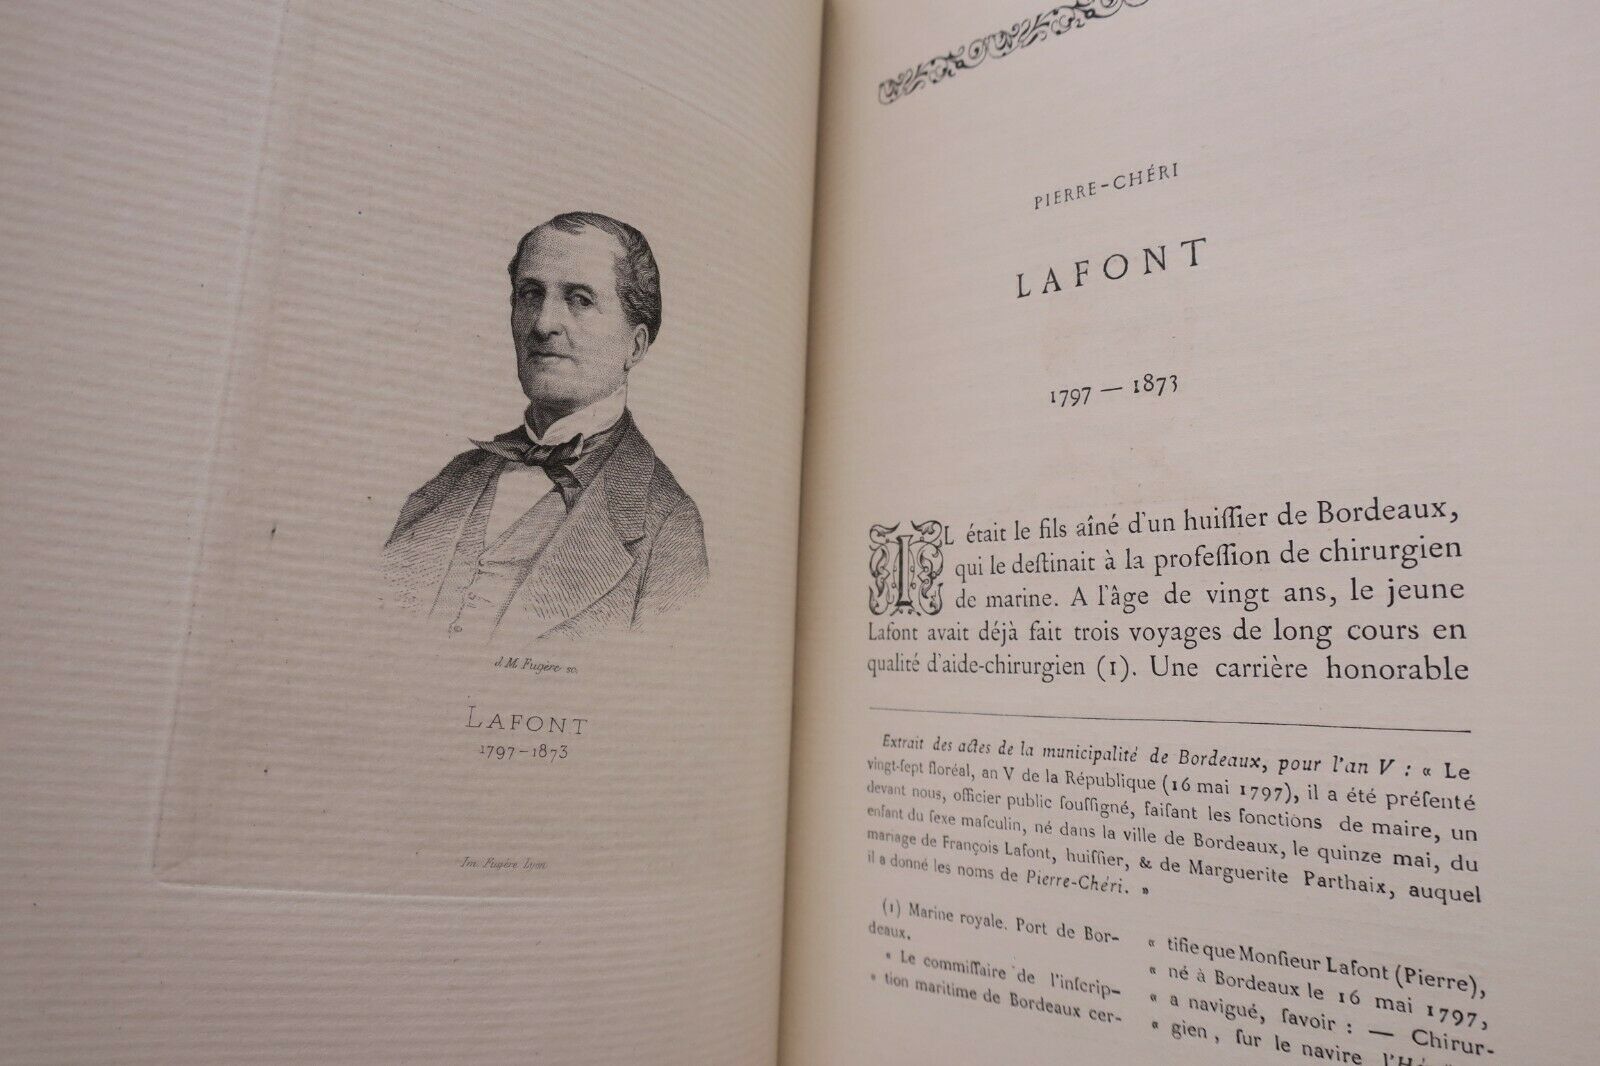 J. M. Fugère sc.
LAFONT
1797-1873
Im. Fugère Lyon
PIERRE-CHÉRI
LAFONT
1797 — 1873
IL était le fils aîné d'un huiſſier de Bordeaux,
qui le deſtinait à la profeſſion de chirurgien
de marine. A l'âge de vingt ans, le jeune
Lafont avait déjà fait trois voyages de long cours en
qualité d'aide-chirurgien (1). Une carrière honorable
Extrait des actes de la municipalité de Bordeaux, pour l'an V : « Le
vingt-ſept floréal, an V de la République (16 mai 1797), il a été préſenté
devant nous, officier public ſouſſigné, faiſant les fonctions de maire, un
enfant du ſexe maſculin, né dans la ville de Bordeaux, le quinze mai, du
mariage de François Lafont, huiſſier, & de Marguerite Parthaix, auquel
il a donné les noms de Pierre-Chéri. »
(1) Marine royale. Port de Bor-
deaux.
« Le commiſſaire de l'inſcrip-
« tion maritime de Bordeaux cer-
« tifie que Monſieur Lafont (Pierre),
« né à Bordeaux le 16 mai 1797,
« a navigué, ſavoir : — Chirur-
« gien, ſur le navire